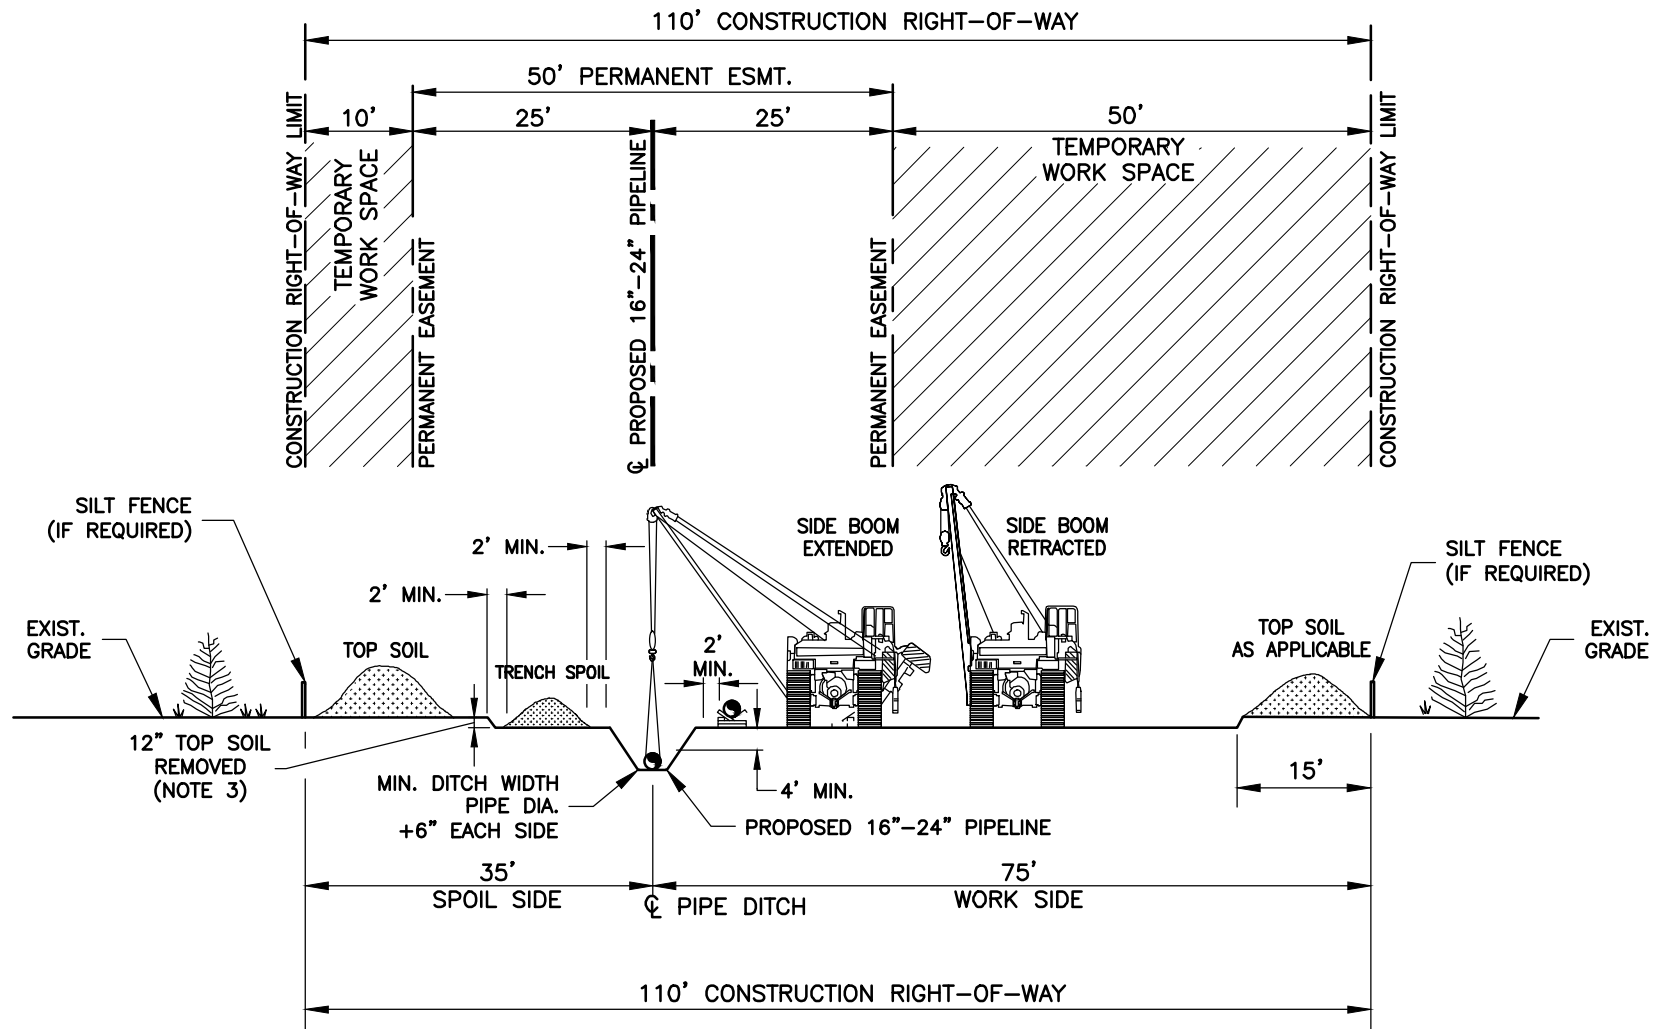 110' CONSTRUCTION RIGHT-OF-WAY
50' PERMANENT ESMT.
10'
25'
25'
50'
TEMPORARY
WORK SPACE
CONSTRUCTION RIGHT-OF-WAY LIMIT
TEMPORARY
WORK SPACE
PERMANENT EASEMENT
℄ PROPOSED 16"-24" PIPELINE
PERMANENT EASEMENT
CONSTRUCTION RIGHT-OF-WAY LIMIT
SILT FENCE
(IF REQUIRED)
2' MIN.
2' MIN.
SIDE BOOM
EXTENDED
SIDE BOOM
RETRACTED
SILT FENCE
(IF REQUIRED)
EXIST.
GRADE
TOP SOIL
TRENCH SPOIL
2'
MIN.
TOP SOIL
AS APPLICABLE
EXIST.
GRADE
12" TOP SOIL
REMOVED
(NOTE 3)
MIN. DITCH WIDTH
PIPE DIA.
+6" EACH SIDE
4' MIN.
PROPOSED 16"-24" PIPELINE
15'
35'
SPOIL SIDE
75'
WORK SIDE
℄ PIPE DITCH
110' CONSTRUCTION RIGHT-OF-WAY